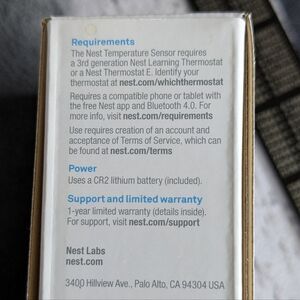 Requirements
The Nest Temperature Sensor requires
a 3rd generation Nest Learning Thermostat
or a Nest Thermostat E. Identify your
thermostat at nest.com/whichthermostat
Requires a compatible phone or tablet with
the free Nest app and Bluetooth 4.0. For
more info, visit nest.com/requirements
Use requires creation of an account and
acceptance of Terms of Service, which can
be found at nest.com/terms
Power
Uses a CR2 lithium battery (included).
Support and limited warranty
1-year limited warranty (details inside).
For support, visit nest.com/support
Nest Labs
nest.com
3400 Hillview Ave., Palo Alto, CA 94304 USA